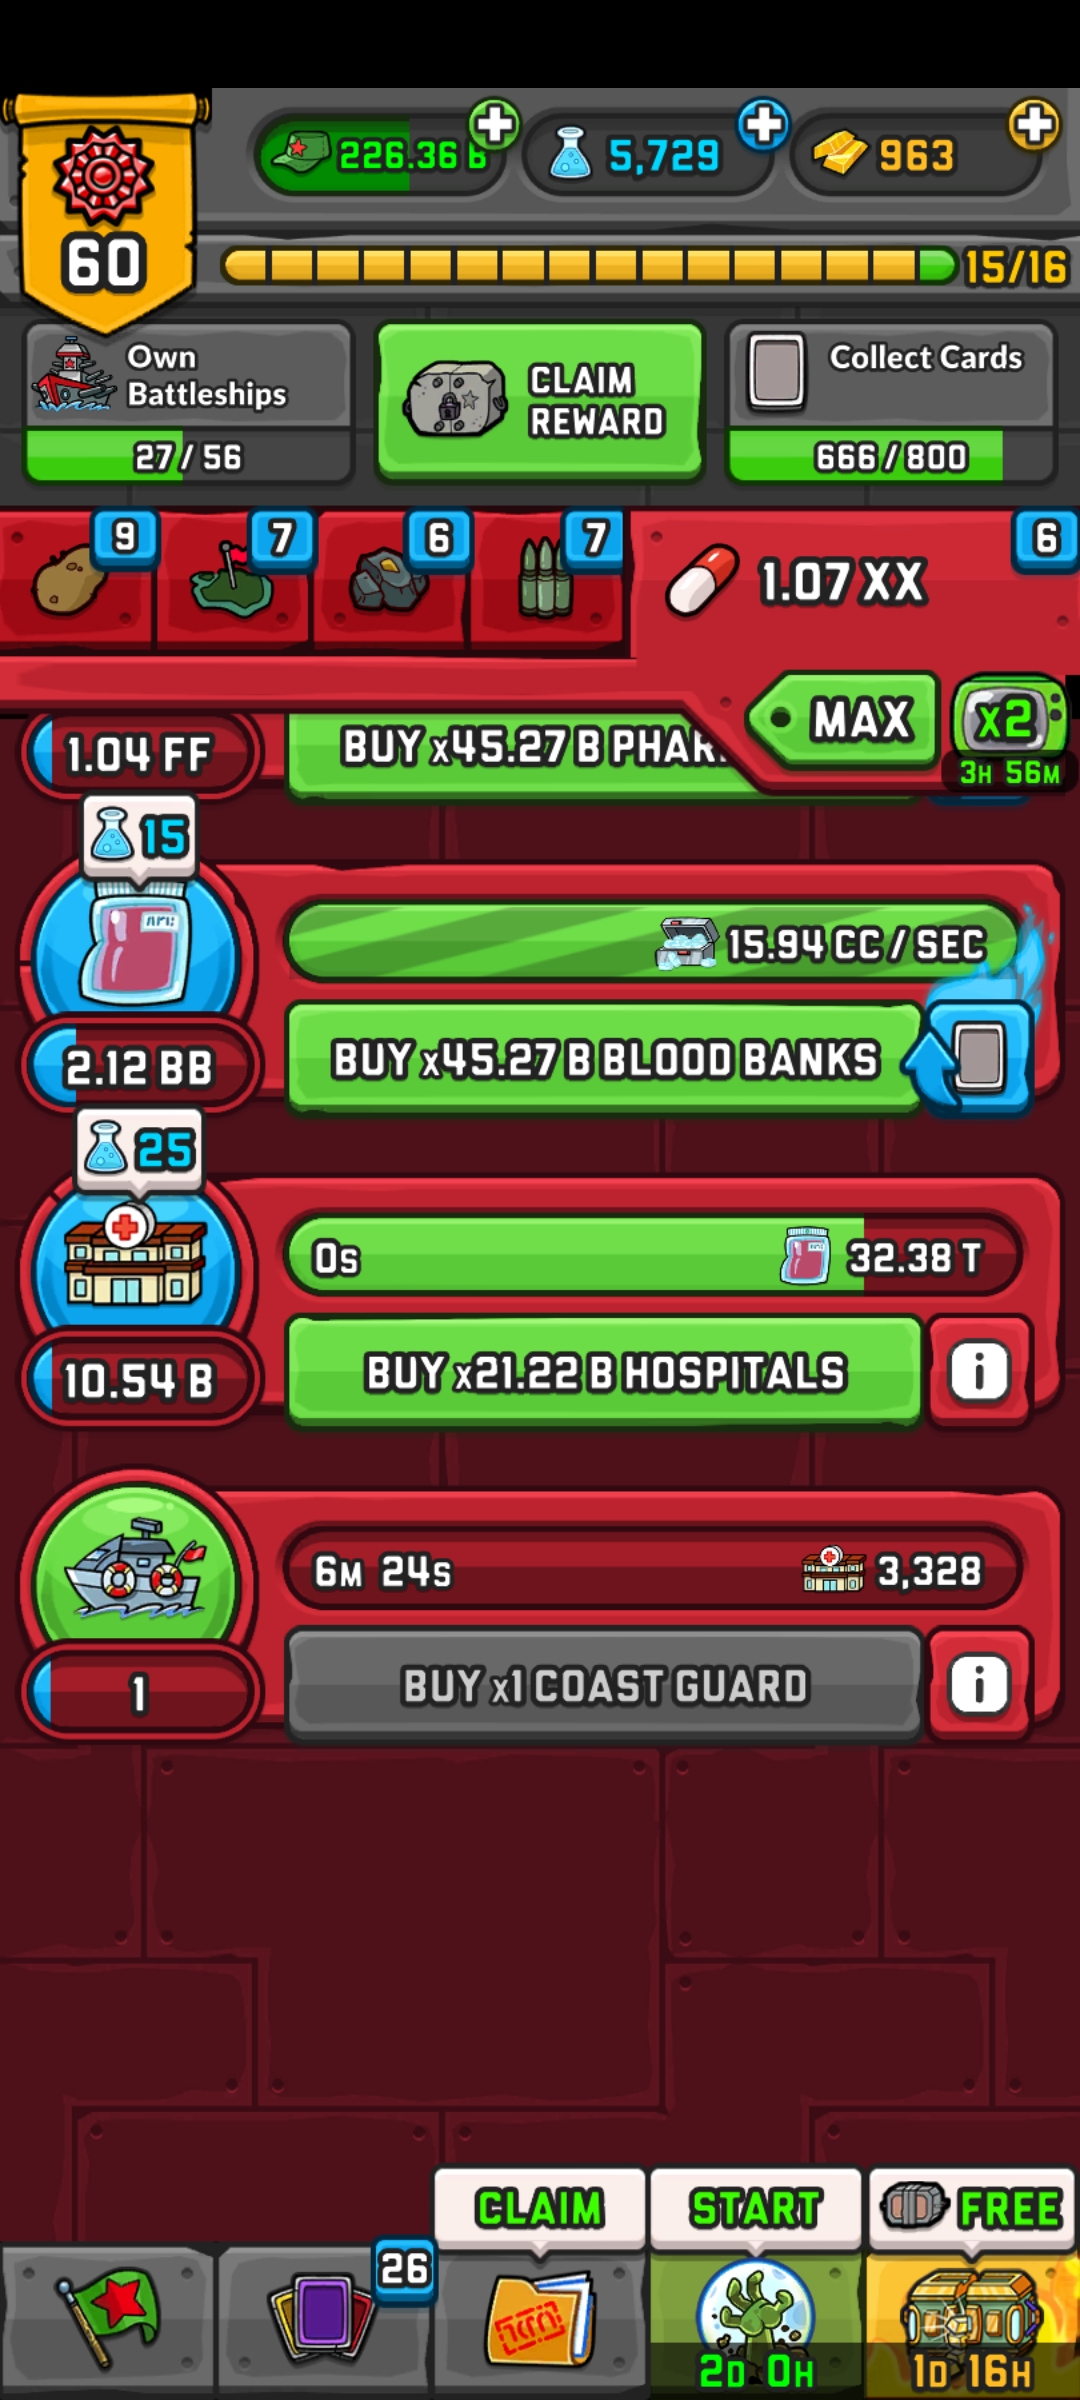 60
226.36 B
5,729
963
15/16
Own
Battleships
27/56
CLAIM
REWARD
Collect Cards
666/800
9
7
6
7
1.07 XX
6
MAX
x2
3H 56M
1.04 FF
BUY x45.27 B
15
15.94 CC/SEC
2.12 BB
BUY x45.27 B BLOOD BANKS
25
0s
32.38 T
10.54 B
BUY x21.22 B HOSPITALS
i
6M 24s
3,328
1
BUY x1 COAST GUARD
i
CLAIM
START
FREE
26
2D 0H
1D 16H